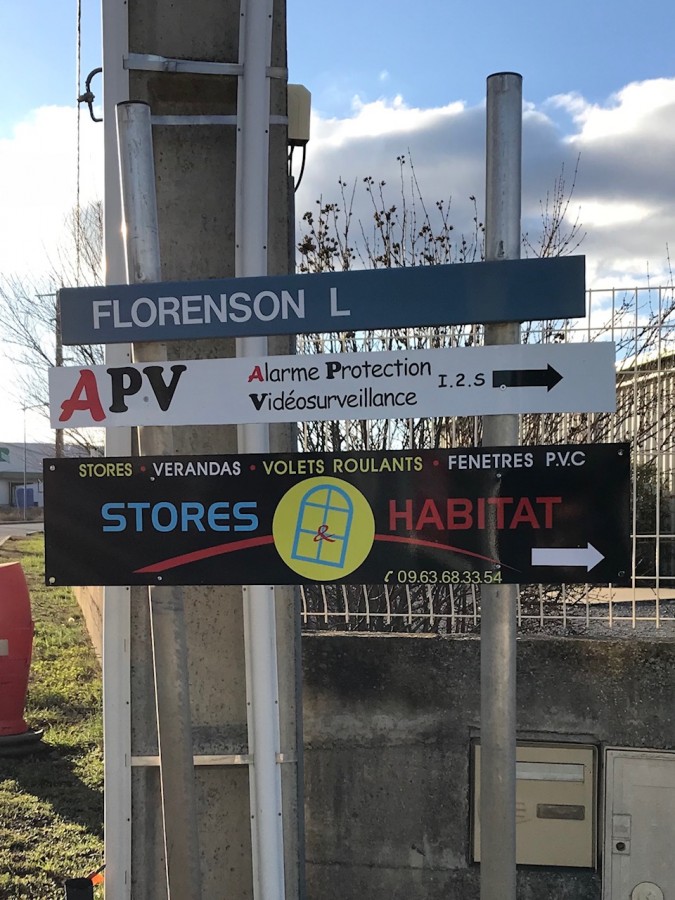 FLORENSON L
APV Alarme Protection
Vidéosurveillance I.2.S
STORES • VERANDAS • VOLETS ROULANTS • FENETRES P.V.C
STORES & HABITAT
09.63.68.33.54